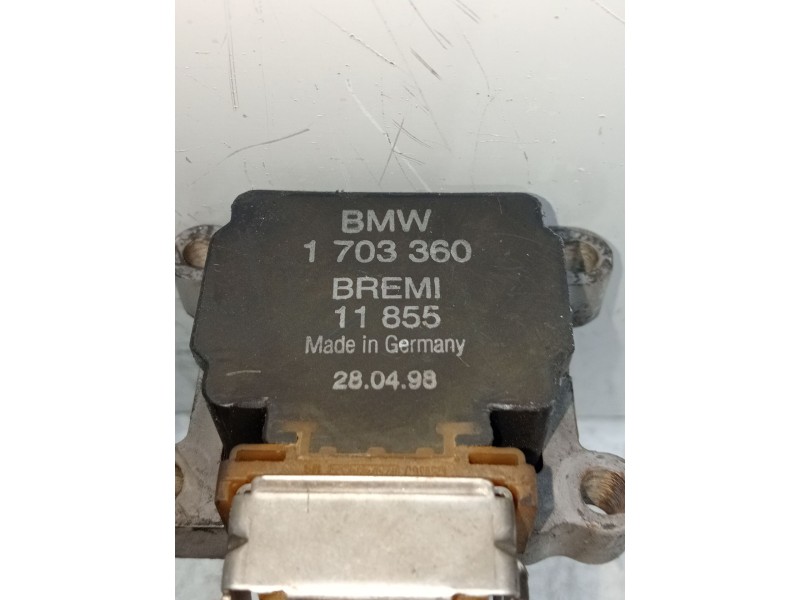 BMW
1 703 360
BREMI
11 855
Made in Germany
28.04.98